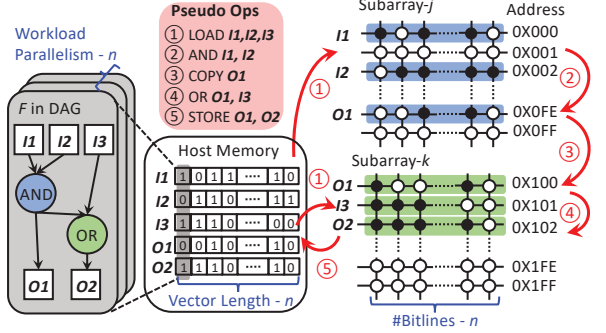 Workload
Parallelism - n
F in DAG
I1 I2 I3
AND
OR
O1 O2
Pseudo Ops
① LOAD I1,I2,I3
② AND I1, I2
③ COPY O1
④ OR O1, I3
⑤ STORE O1, O2
Host Memory
I1 1 0 1 1 ···· 1 0
I2 0 0 1 0 ···· 1 1
I3 1 1 1 0 ···· 0 0
O1 0 0 1 0 ···· 1 0
O2 1 1 1 0 ···· 1 0
Vector Length - n
①
①
⑤
Subarray-j
Address
I1 0X000
0X001
I2 0X002
O1 0X0FE
0X0FF
②
③
Subarray-k
O1 0X100
I3 0X101
O2 0X102
④
0X1FE
0X1FF
#Bitlines - n